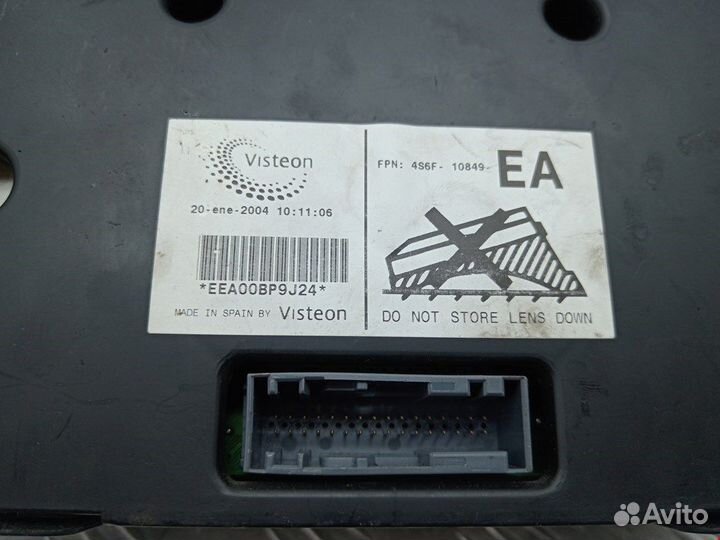 Visteon
20-ene-2004 10:11:06
*EEA00BP9J24*
MADE IN SPAIN BY Visteon
FPN: 4S6F- 10849- EA
DO NOT STORE LENS DOWN
Avito